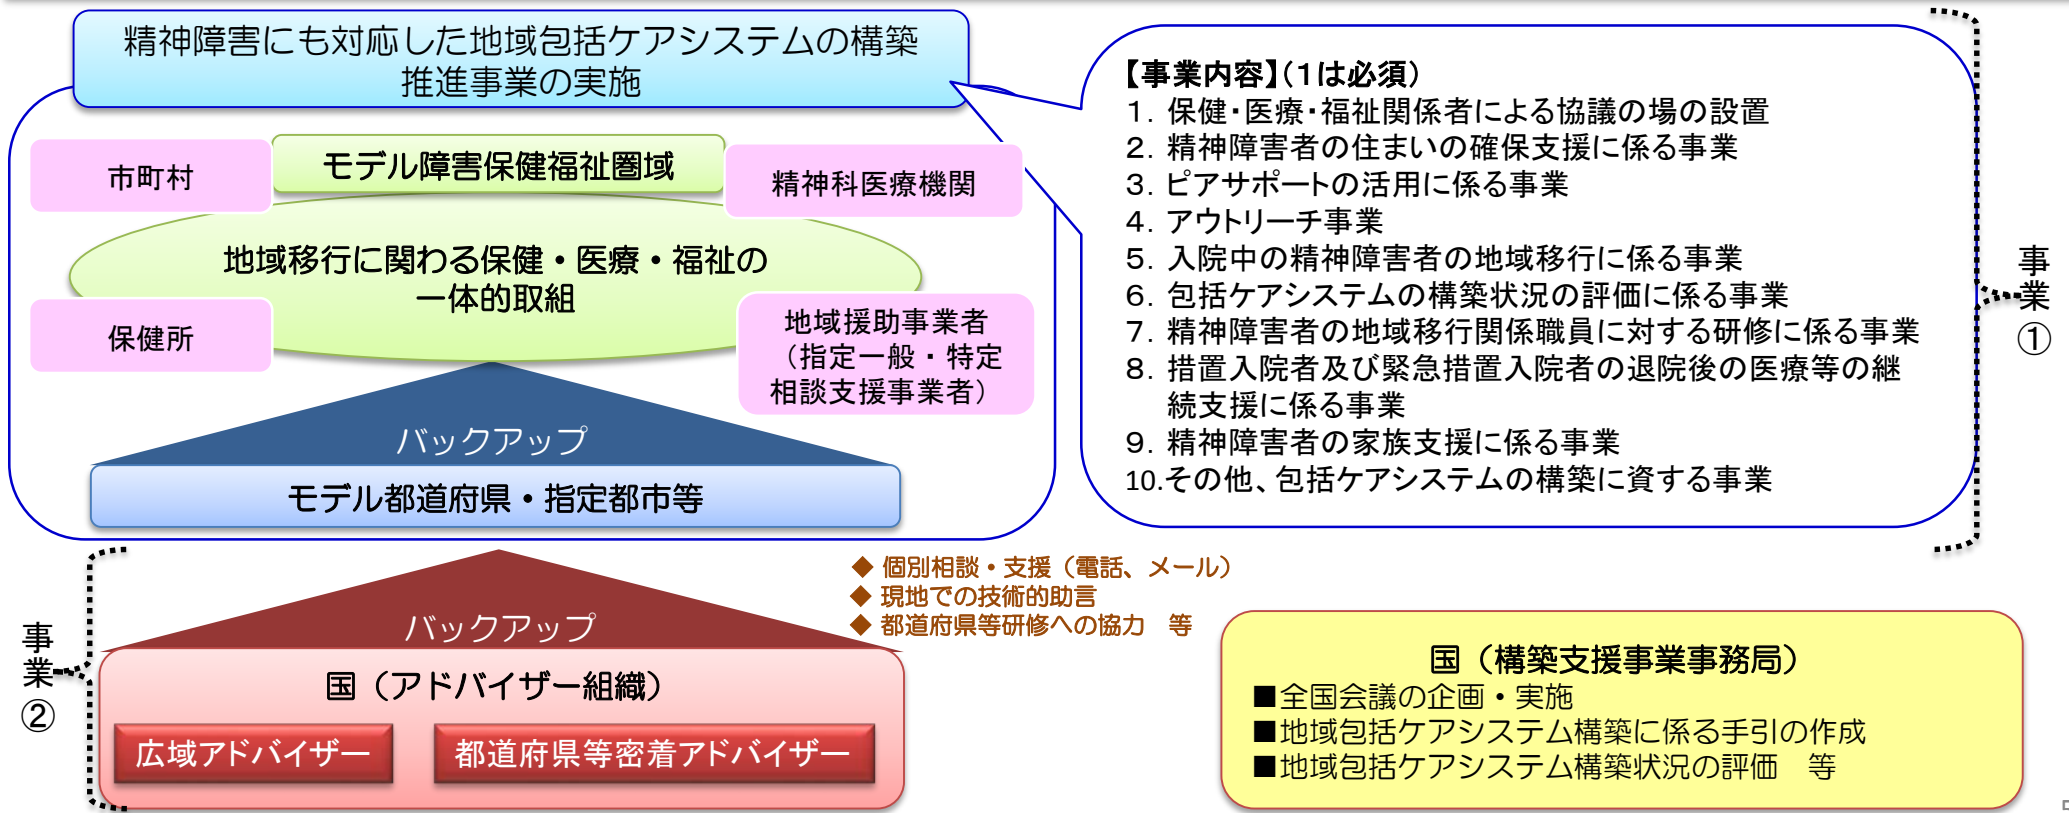 精神障害にも対応した地域包括ケアシステムの構築
推進事業の実施
市町村
モデル障害保健福祉圏域
精神科医療機関
地域移行に関わる保健・医療・福祉の
一体的取組
保健所
地域援助事業者
（指定一般・特定
相談支援事業者）
バックアップ
モデル都道府県・指定都市等
【事業内容】（１は必須）
１．保健・医療・福祉関係者による協議の場の設置
２．精神障害者の住まいの確保支援に係る事業
３．ピアサポートの活用に係る事業
４．アウトリーチ事業
５．入院中の精神障害者の地域移行に係る事業
６．包括ケアシステムの構築状況の評価に係る事業
７．精神障害者の地域移行関係職員に対する研修に係る事業
８．措置入院者及び緊急措置入院者の退院後の医療等の継
続支援に係る事業
９．精神障害者の家族支援に係る事業
10.その他、包括ケアシステムの構築に資する事業
事業①
事業②
バックアップ
◆ 個別相談・支援（電話、メール）
◆ 現地での技術的助言
◆ 都道府県等研修への協力　等
国（アドバイザー組織）
広域アドバイザー
都道府県等密着アドバイザー
国（構築支援事業事務局）
■全国会議の企画・実施
■地域包括ケアシステム構築に係る手引の作成
■地域包括ケアシステム構築状況の評価　等